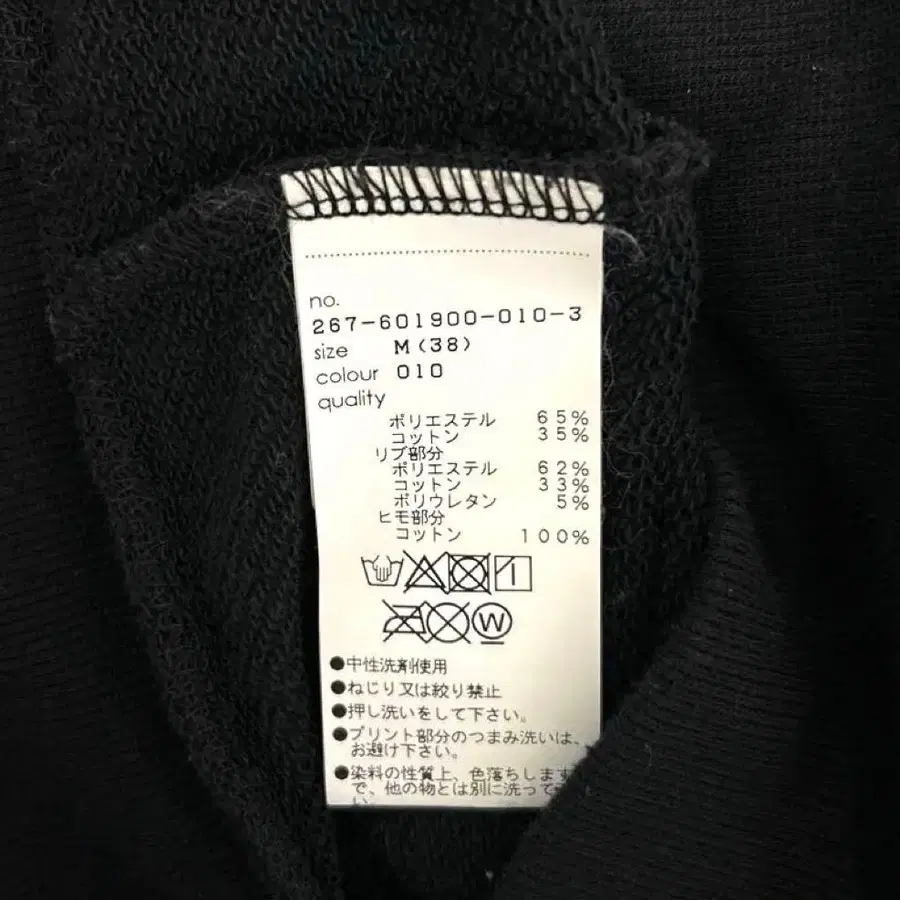 no.
267-601900-010-3
size M(38)
colour 010
quality
ポリエステル 65%
コットン 35%
リブ部分
ポリエステル 62%
コットン 33%
ポリウレタン 5%
ヒモ部分
コットン 100%
W
●中性洗剤使用
●ねじり又は絞り禁止
●押し洗いをして下さい。
●プリント部分のつまみ洗いは、
お避け下さい。
●染料の性質上、色落ちします
で、他の物とは別に洗って